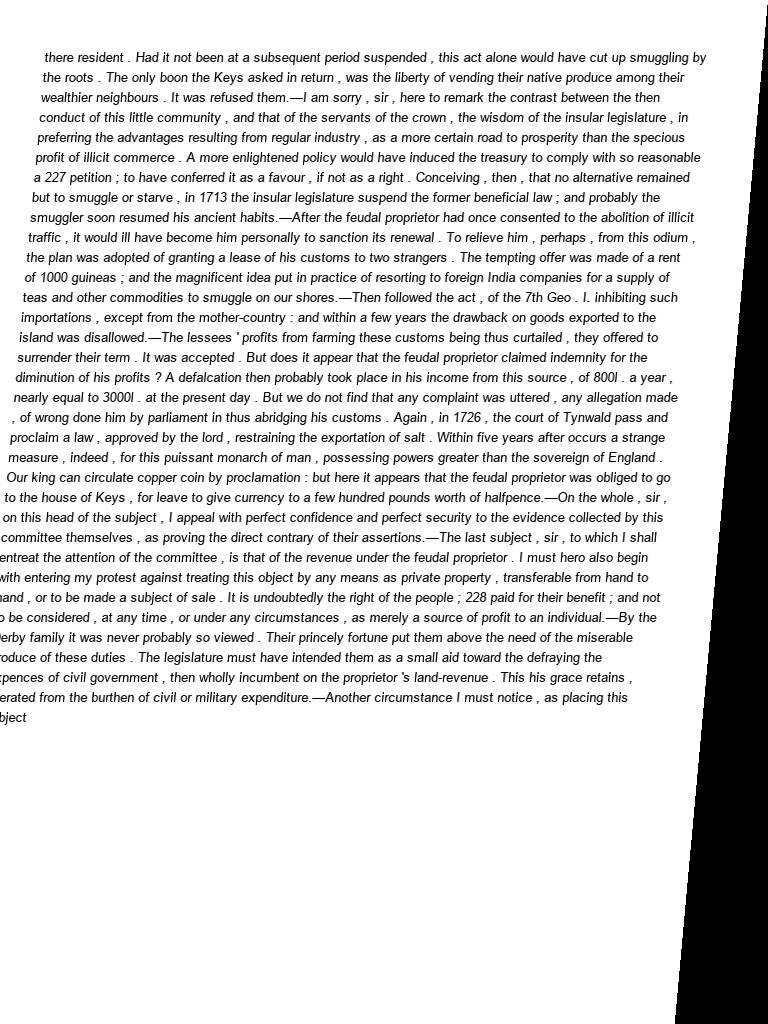 there resident . Had it not been at a subsequent period suspended , this act alone would have cut up smuggling by
the roots . The only boon the Keys asked in return , was the liberty of vending their native produce among their
wealthier neighbours . It was refused them.—I am sorry , sir , here to remark the contrast between the then
conduct of this little community , and that of the servants of the crown , the wisdom of the insular legislature , in
preferring the advantages resulting from regular industry , as a more certain road to prosperity than the specious
profit of illicit commerce . A more enlightened policy would have induced the treasury to comply with so reasonable
a 227 petition ; to have conferred it as a favour , if not as a right . Conceiving , then , that no alternative remained
but to smuggle or starve , in 1713 the insular legislature suspend the former beneficial law ; and probably the
smuggler soon resumed his ancient habits.—After the feudal proprietor had once consented to the abolition of illicit
traffic , it would ill have become him personally to sanction its renewal . To relieve him , perhaps , from this odium ,
the plan was adopted of granting a lease of his customs to two strangers . The tempting offer was made of a rent
of 1000 guineas ; and the magnificent idea put in practice of resorting to foreign India companies for a supply of
teas and other commodities to smuggle on our shores.—Then followed the act , of the 7th Geo . I. inhibiting such
importations , except from the mother-country : and within a few years the drawback on goods exported to the
island was disallowed.—The lessees ' profits from farming these customs being thus curtailed , they offered to
surrender their term . It was accepted . But does it appear that the feudal proprietor claimed indemnity for the
diminution of his profits ? A defalcation then probably took place in his income from this source , of 800l . a year ,
nearly equal to 3000l . at the present day . But we do not find that any complaint was uttered , any allegation made
, of wrong done him by parliament in thus abridging his customs . Again , in 1726 , the court of Tynwald pass and
proclaim a law , approved by the lord , restraining the exportation of salt . Within five years after occurs a strange
measure , indeed , for this puissant monarch of man , possessing powers greater than the sovereign of England .
Our king can circulate copper coin by proclamation : but here it appears that the feudal proprietor was obliged to go
to the house of Keys , for leave to give currency to a few hundred pounds worth of halfpence.—On the whole , sir ,
on this head of the subject , I appeal with perfect confidence and perfect security to the evidence collected by this
committee themselves , as proving the direct contrary of their assertions.—The last subject , sir , to which I shall
entreat the attention of the committee , is that of the revenue under the feudal proprietor . I must hero also begin
with entering my protest against treating this object by any means as private property , transferable from hand to
hand , or to be made a subject of sale . It is undoubtedly the right of the people ; 228 paid for their benefit ; and not
be considered , at any time , or under any circumstances , as merely a source of profit to an individual.—By the
family it was never probably so viewed . Their princely fortune put them above the need of the miserable
of these duties . The legislature must have intended them as a small aid toward the defraying the
of civil government , then wholly incumbent on the proprietor 's land-revenue . This his grace retains ,
from the burthen of civil or military expenditure.—Another circumstance I must notice , as placing this